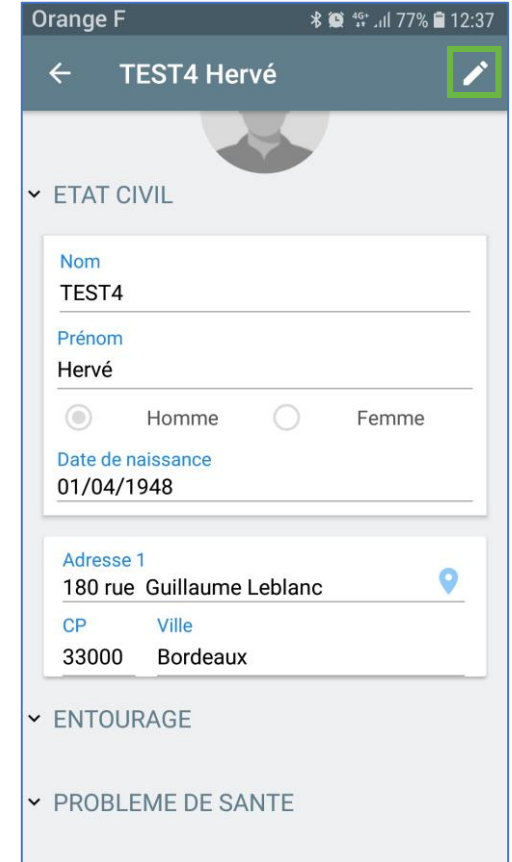 Orange F 4G+ 77% 12:37
TEST4 Hervé
ETAT CIVIL
Nom
TEST4
Prénom
Hervé
Homme Femme
Date de naissance
01/04/1948
Adresse 1
180 rue Guillaume Leblanc
CP Ville
33000 Bordeaux
ENTOURAGE
PROBLEME DE SANTE